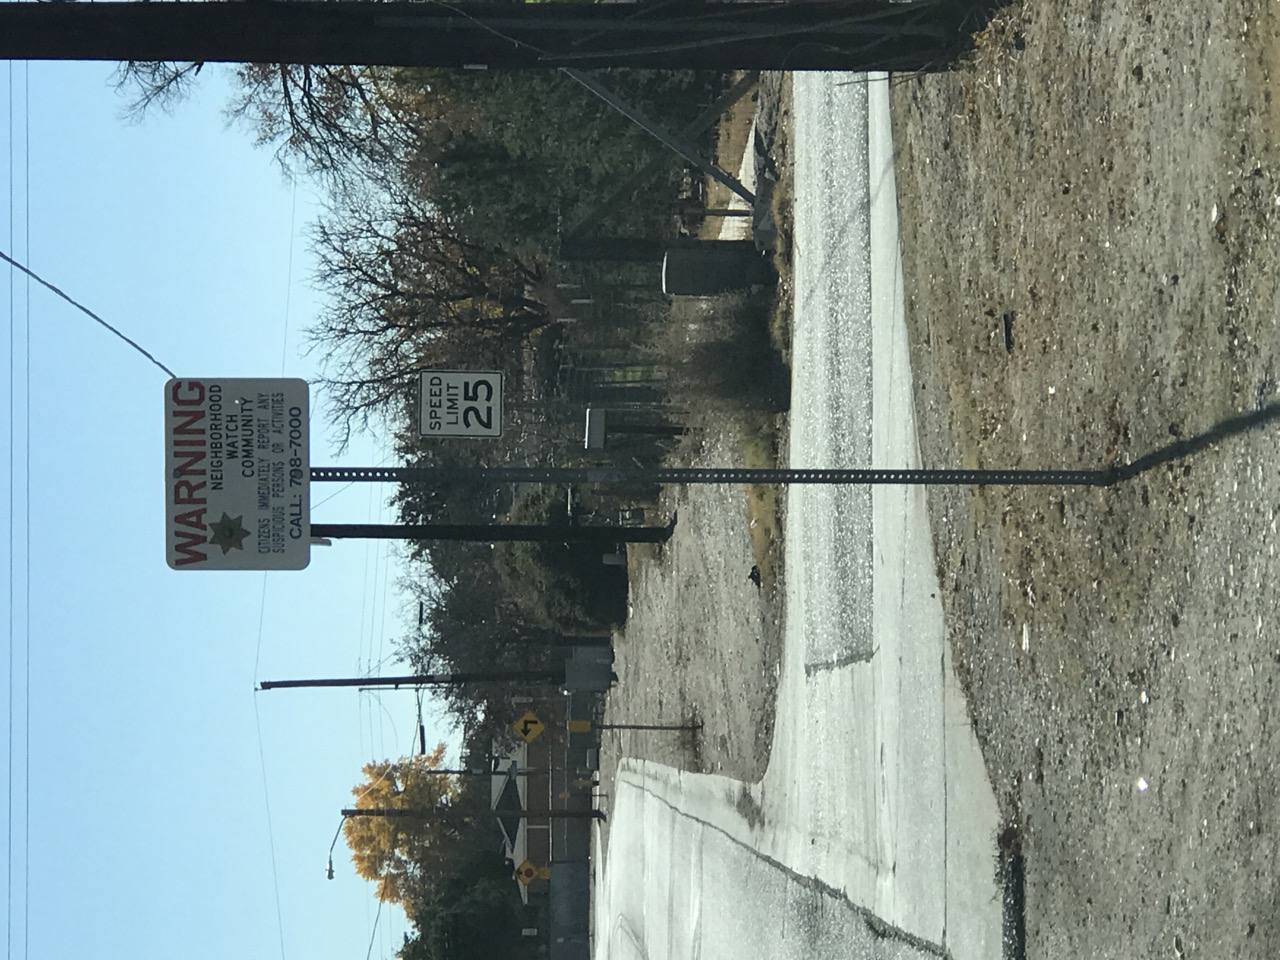 WARNING
NEIGHBORHOOD
WATCH
COMMUNITY
CITIZENS IMMEDIATELY REPORT ANY
SUSPICIOUS PERSONS OR ACTIVITIES
CALL: 798-7000
SPEED
LIMIT
25